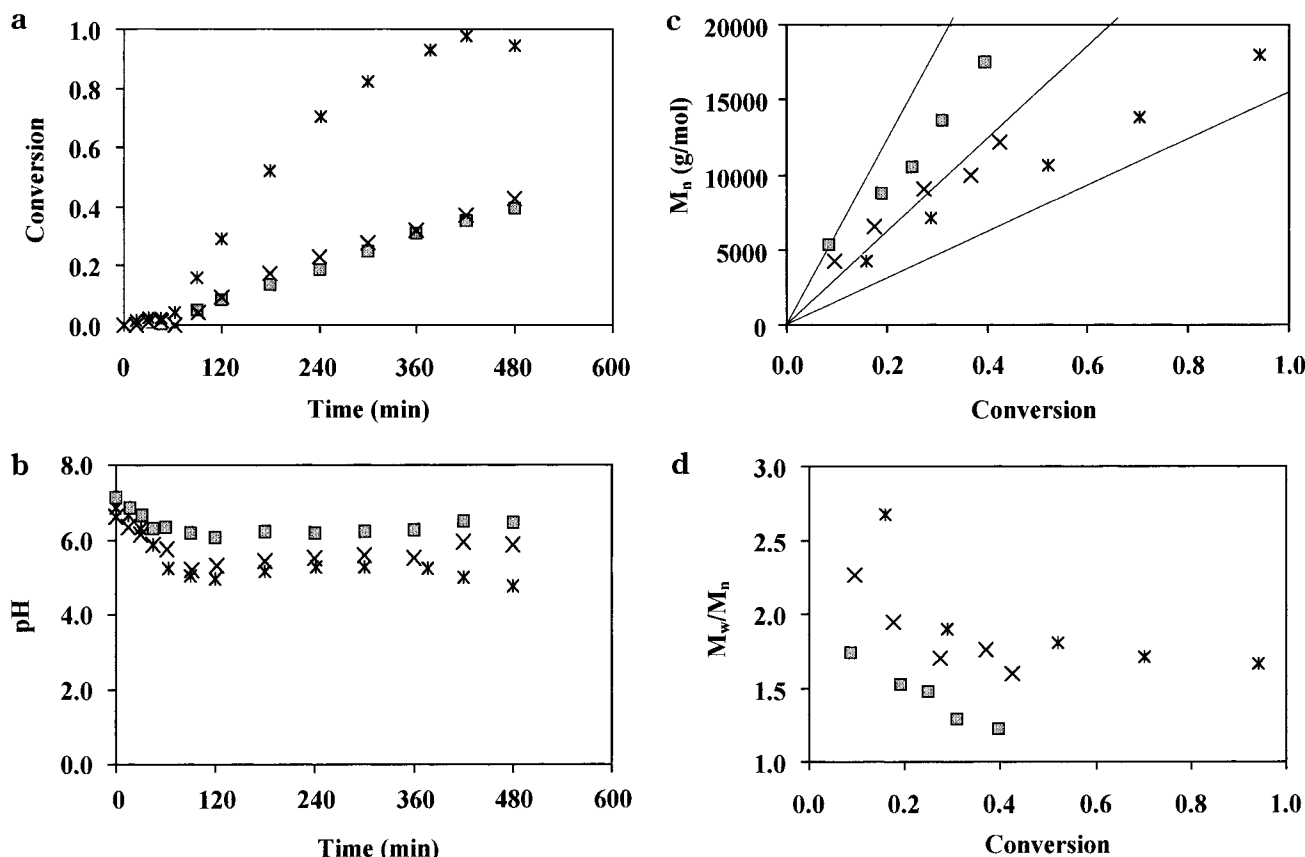 a
1.0
0.8
0.6
0.4
0.2
0.0
Conversion
0 120 240 360 480 600
Time (min)
b
8.0
6.0
4.0
2.0
0.0
pH
0 120 240 360 480 600
Time (min)
c
20000
15000
10000
5000
0
Mn (g/mol)
0.0 0.2 0.4 0.6 0.8 1.0
Conversion
d
3.0
2.5
2.0
1.5
1.0
Mw/Mn
0.0 0.2 0.4 0.6 0.8 1.0
Conversion